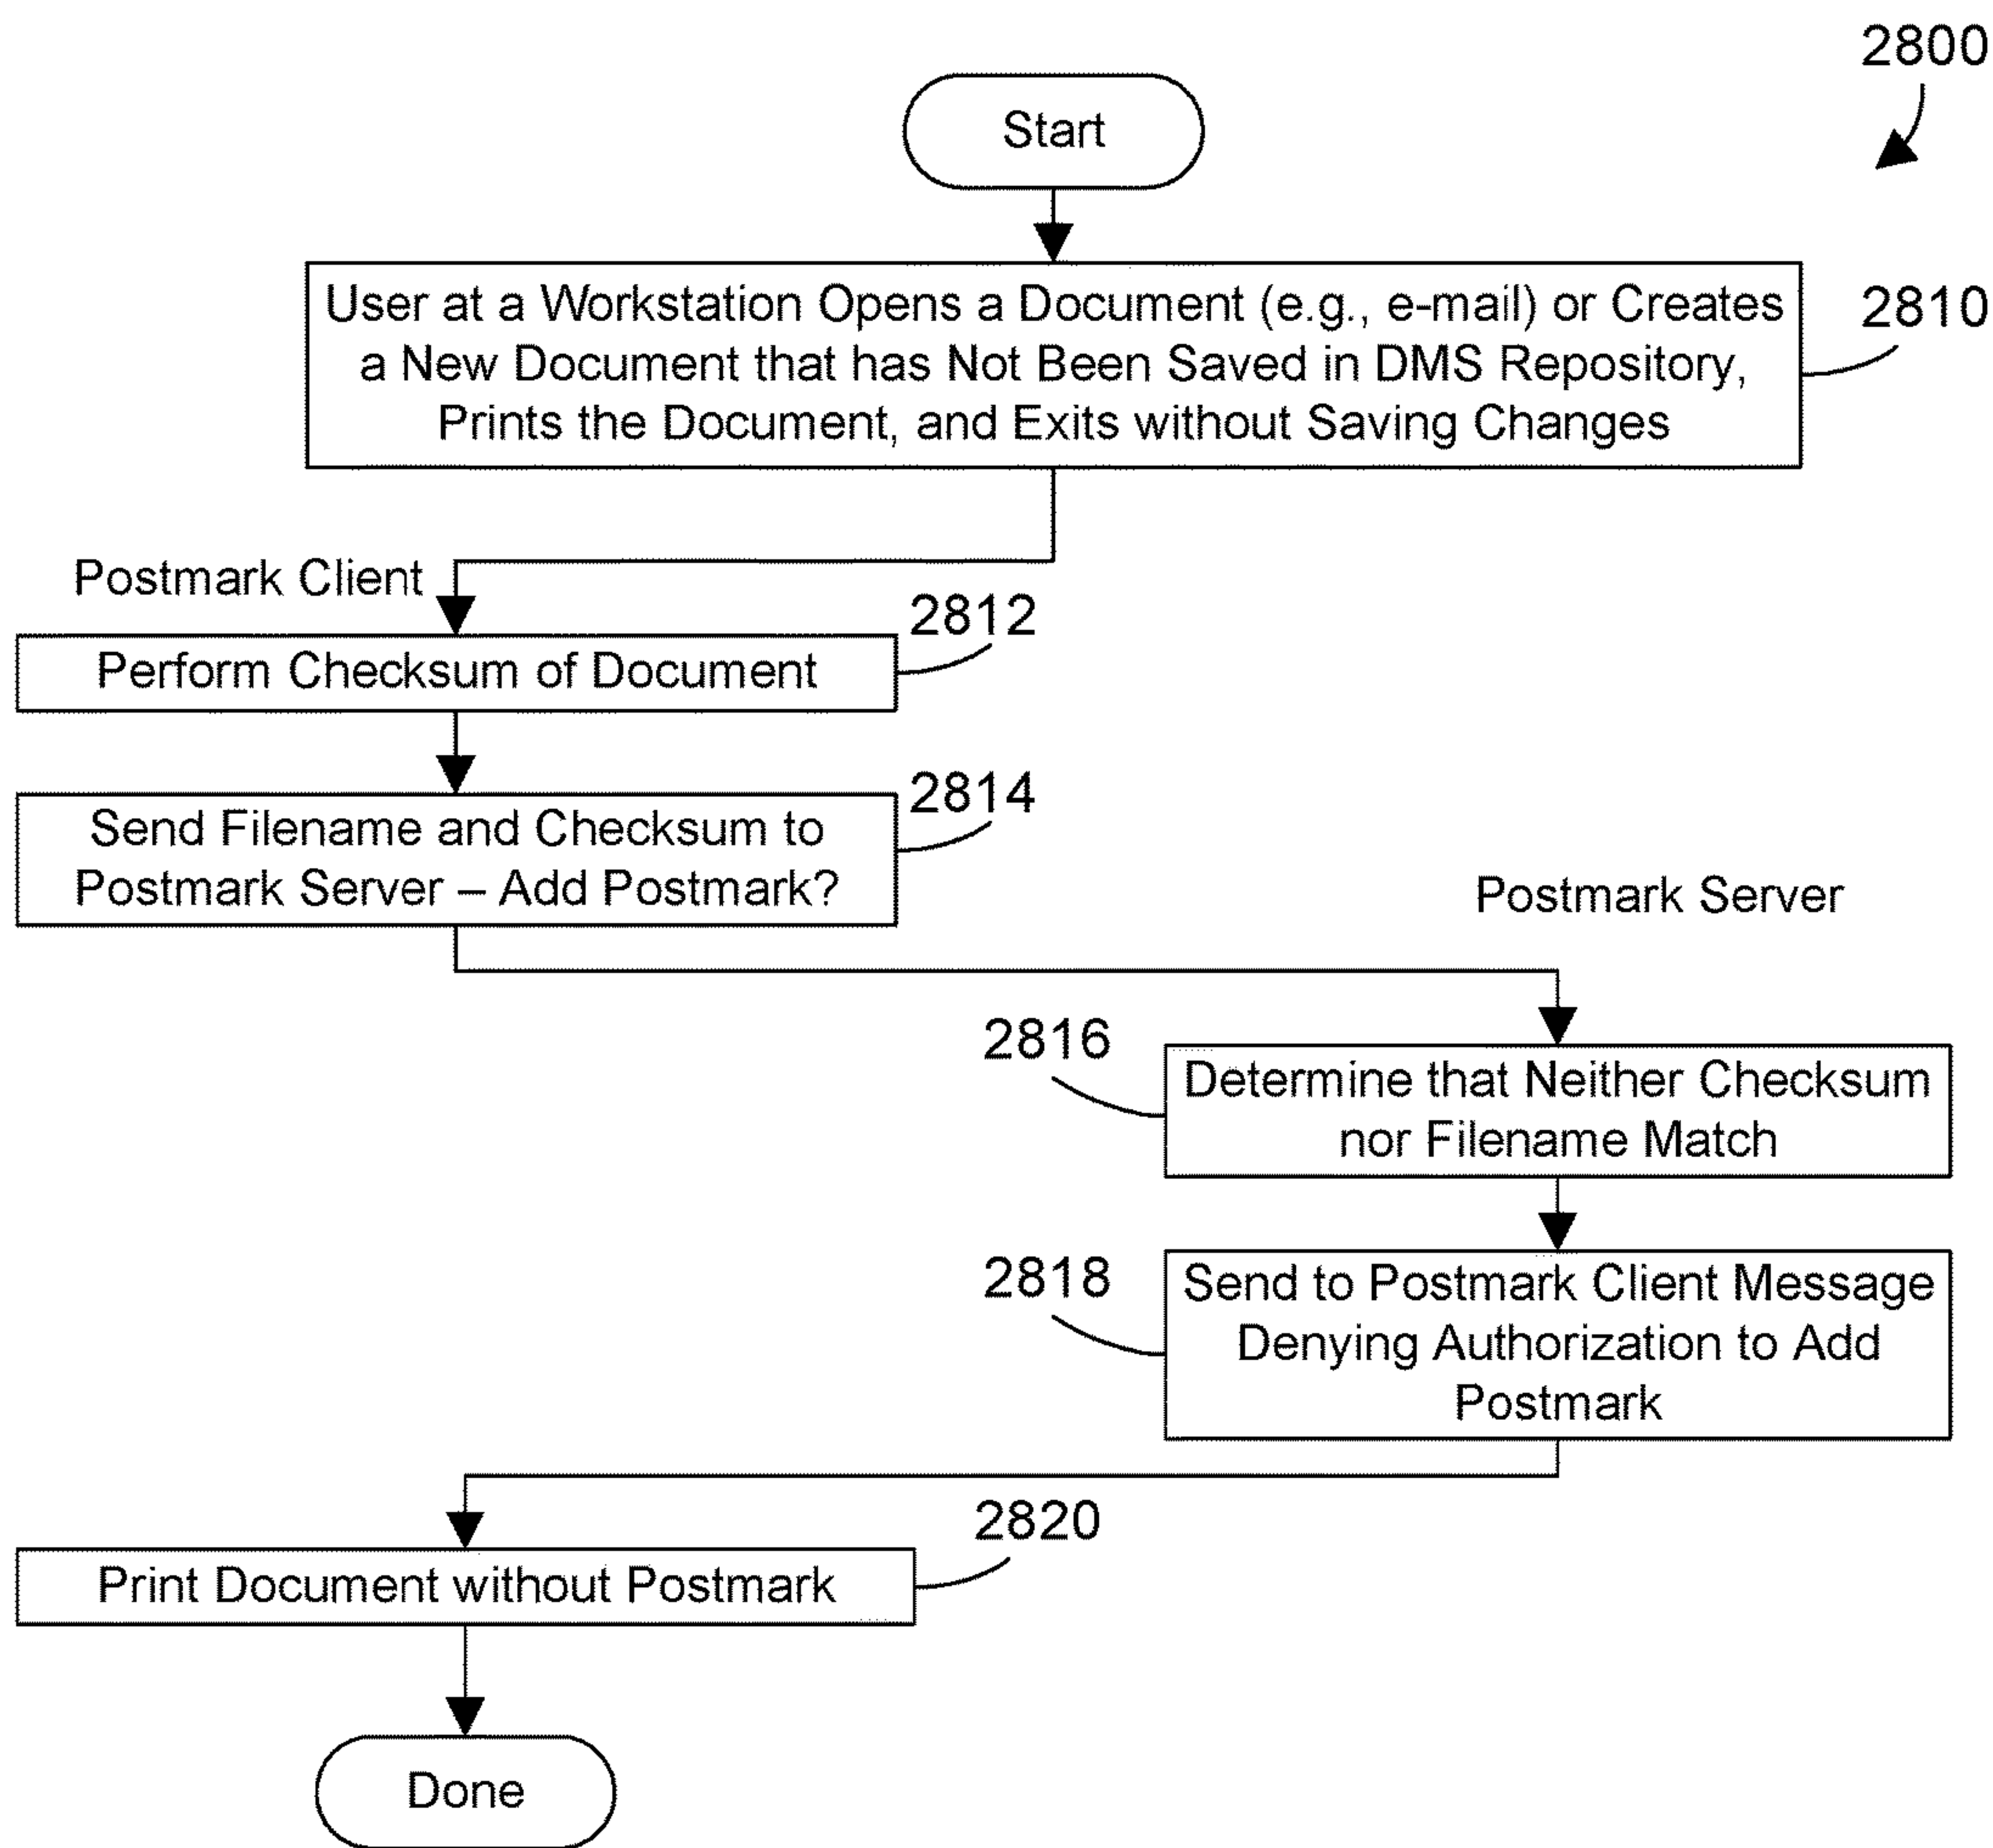 2800
Start
User at a Workstation Opens a Document (e.g., e-mail) or Creates
a New Document that has Not Been Saved in DMS Repository,
Prints the Document, and Exits without Saving Changes
2810
Postmark Client
2812
Perform Checksum of Document
2814
Send Filename and Checksum to
Postmark Server – Add Postmark?
Postmark Server
2816
Determine that Neither Checksum
nor Filename Match
2818
Send to Postmark Client Message
Denying Authorization to Add
Postmark
2820
Print Document without Postmark
Done